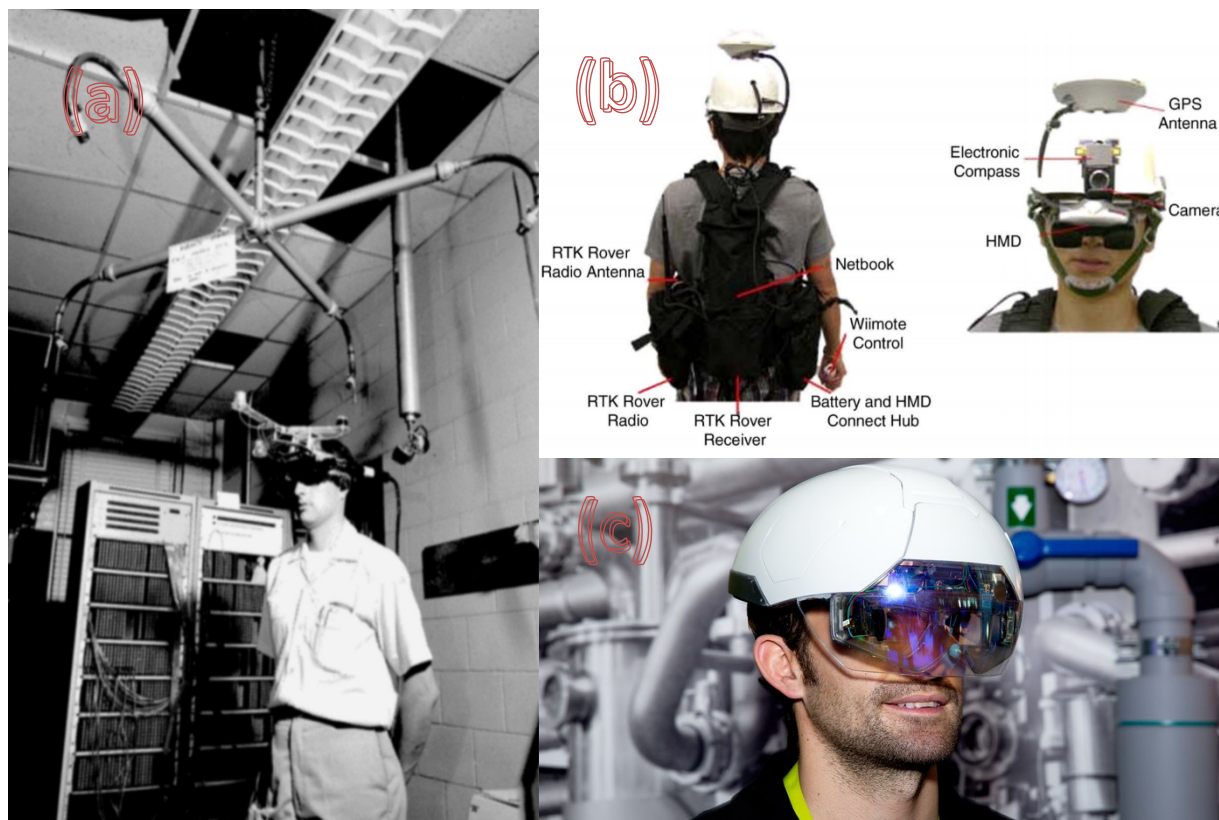 (a)
(b)
GPS
Antenna
Electronic
Compass
Camera
HMD
RTK Rover
Radio Antenna
Netbook
Wiimote
Control
RTK Rover
Radio
RTK Rover
Receiver
Battery and HMD
Connect Hub
(c)